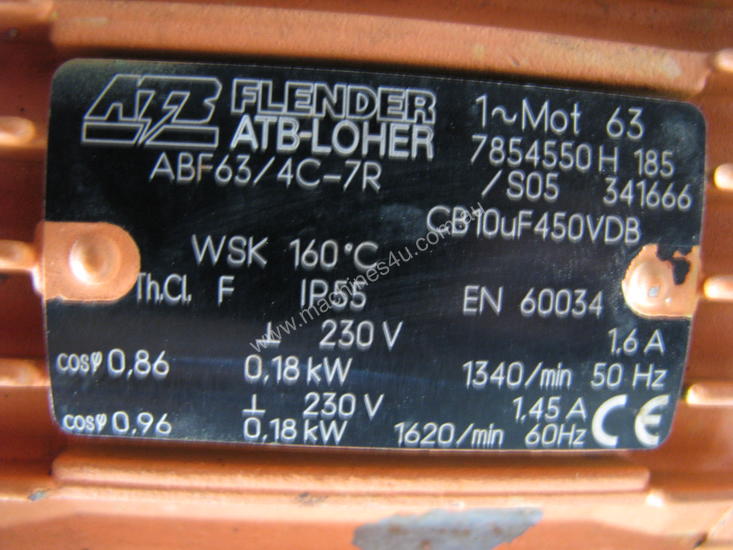 ATB FLENDER
ATB-LOHER
ABF63/4C-7R
1~Mot 63
7854550H 185
/S05 341666
CB10uF450VDB
WSK 160°C
Th.Cl. F IP55
EN 60034
230 V 1,6 A
cosφ 0,86 0,18 kW 1340/min 50 Hz
⊥ 230 V 1,45 A
cosφ 0,96 0,18 kW 1620/min 60Hz CE
www.machines4u.com.au